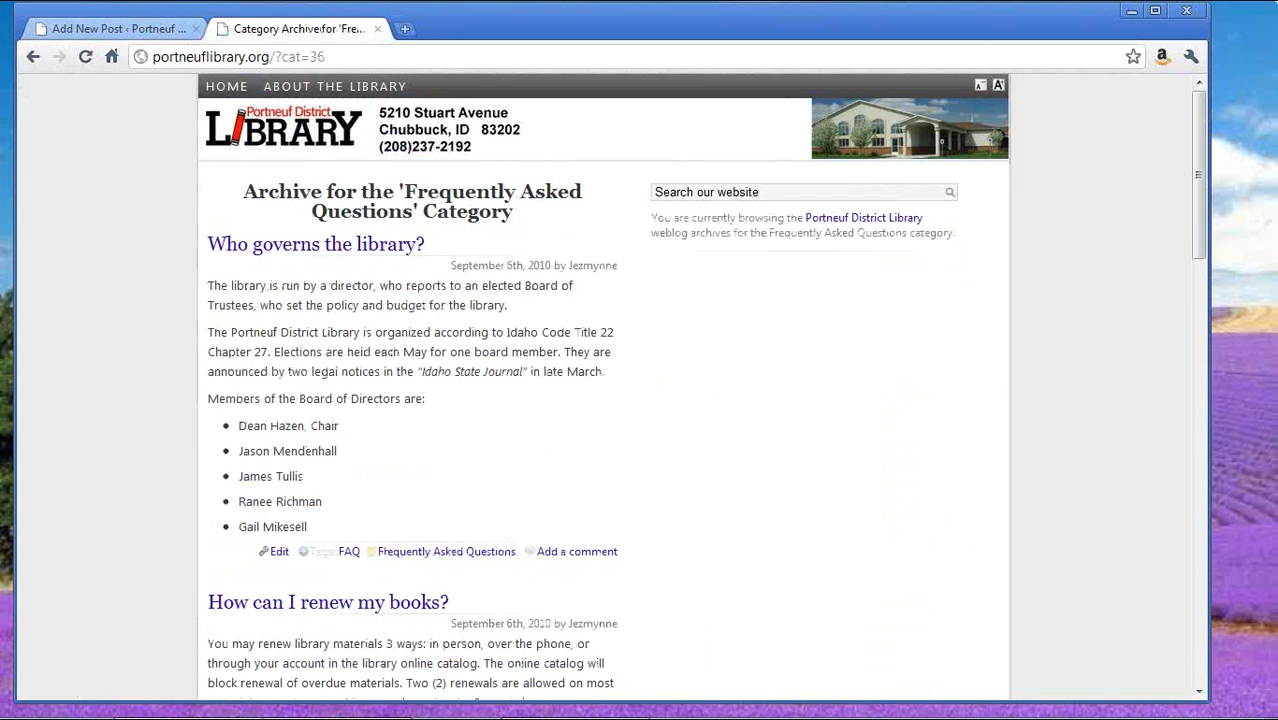 Add New Post ‹ Portneuf ...
Category Archive for 'Fre...
portneuflibrary.org/?cat=36
HOME ABOUT THE LIBRARY
A- A+
Portneuf District
LIBRARY
5210 Stuart Avenue
Chubbuck, ID 83202
(208)237-2192
Archive for the 'Frequently Asked
Questions' Category
Search our website
You are currently browsing the Portneuf District Library
weblog archives for the Frequently Asked Questions category.
Who governs the library?
September 6th, 2010 by Jezmynne
The library is run by a director, who reports to an elected Board of
Trustees, who set the policy and budget for the library.
The Portneuf District Library is organized according to Idaho Code Title 22
Chapter 27. Elections are held each May for one board member. They are
announced by two legal notices in the “Idaho State Journal” in late March.
Members of the Board of Directors are:
Dean Hazen, Chair
Jason Mendenhall
James Tullis
Ranee Richman
Gail Mikesell
Edit Tags: FAQ Frequently Asked Questions Add a comment
How can I renew my books?
September 6th, 2010 by Jezmynne
You may renew library materials 3 ways: in person, over the phone, or
through your account in the library online catalog. The online catalog will
block renewal of overdue materials. Two (2) renewals are allowed on most